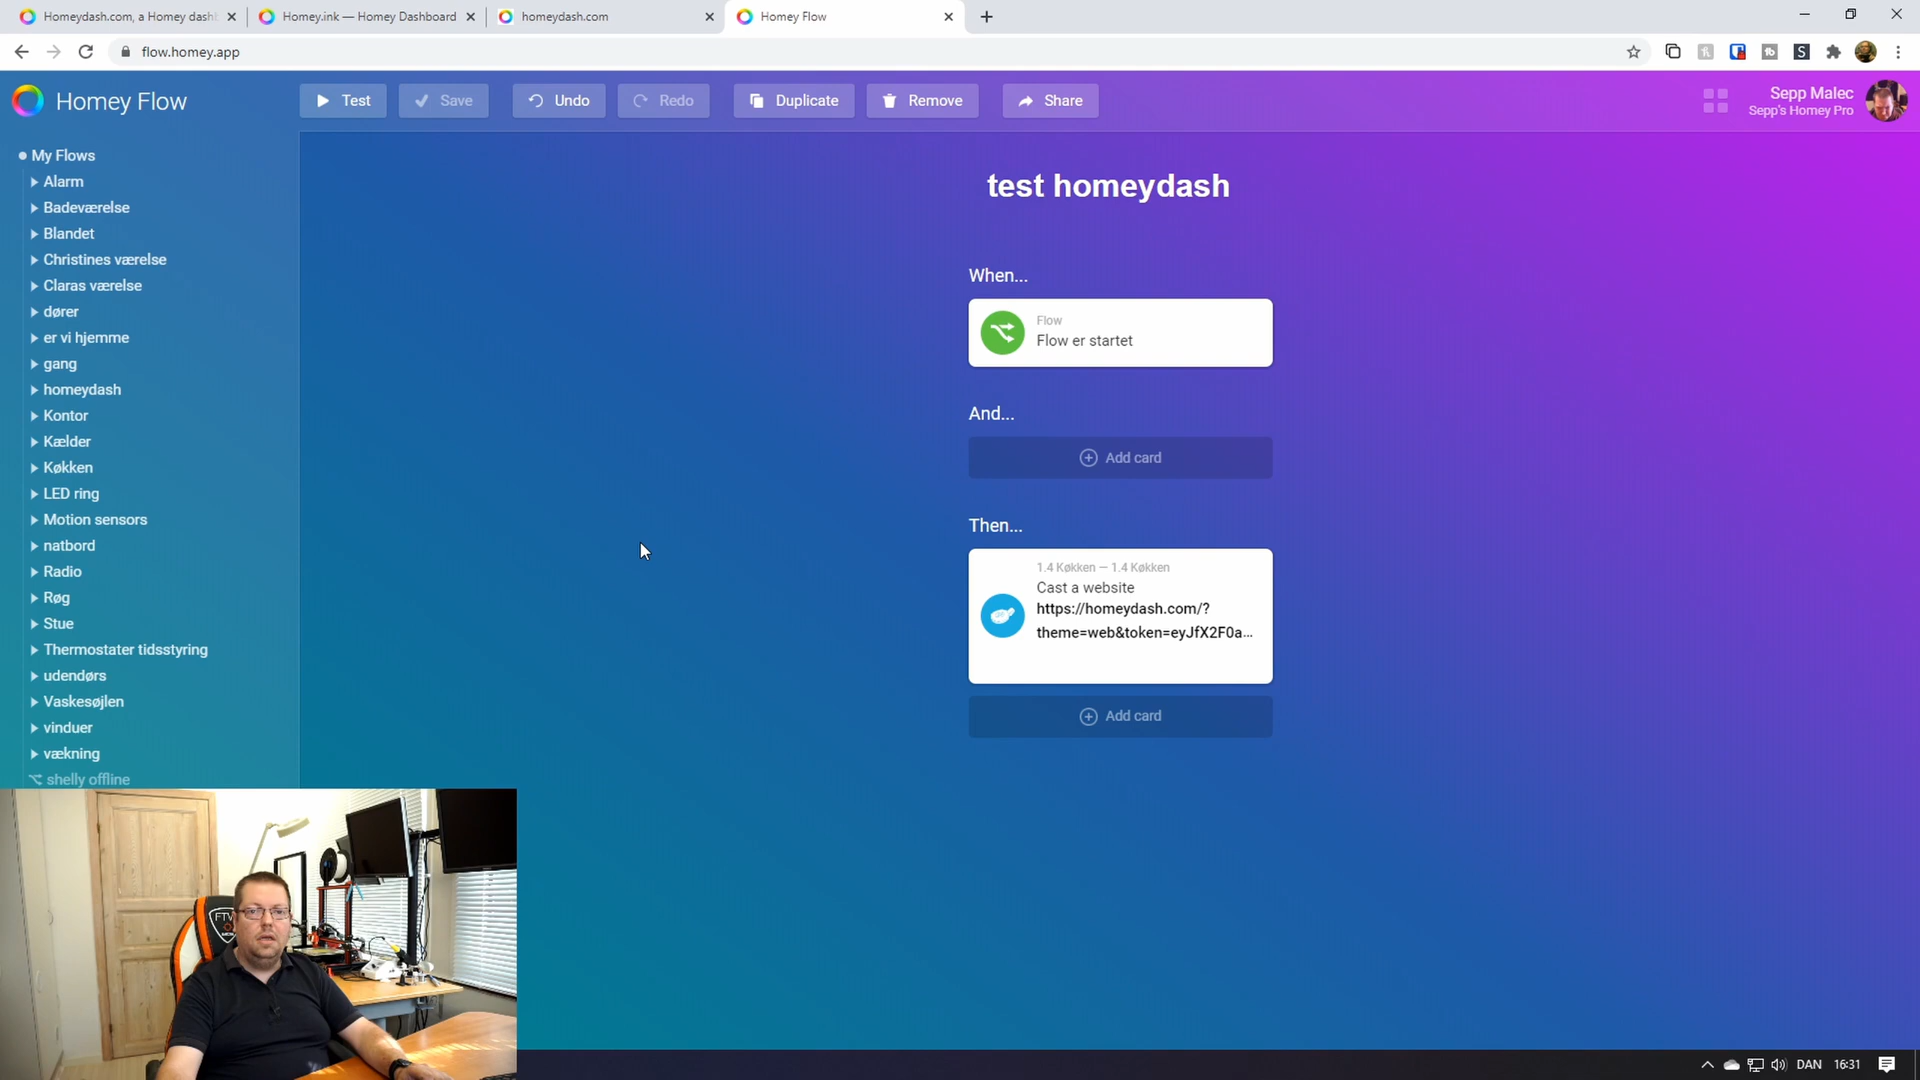 Homeydash.com, a Homey dash
Homey.ink — Homey Dashboard
homeydash.com
Homey Flow
flow.homey.app
Homey Flow
Test
Save
Undo
Redo
Duplicate
Remove
Share
Sepp Malec
Sepp's Homey Pro
My Flows
Alarm
Badeværelse
Blandet
Christines værelse
Claras værelse
dører
er vi hjemme
gang
homeydash
Kontor
Kælder
Køkken
LED ring
Motion sensors
natbord
Radio
Røg
Stue
Thermostater tidsstyring
udendørs
Vaskesøjlen
vinduer
vækning
shelly offline
test homeydash
When...
Flow
Flow er startet
And...
Add card
Then...
1.4 Køkken — 1.4 Køkken
Cast a website
https://homeydash.com/?
theme=web&token=eyJfX2F0a...
Add card
DAN
16:31